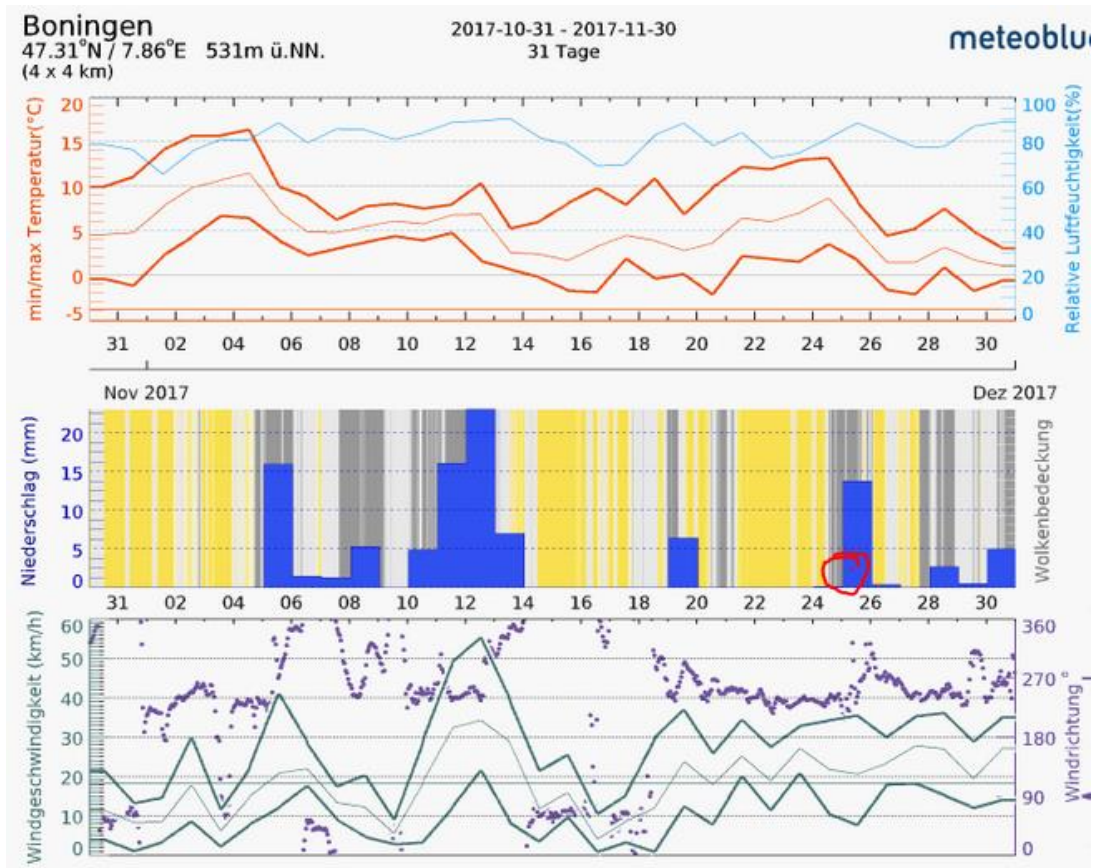 Boningen
47.31°N / 7.86°E 531m ü.NN.
(4 x 4 km)
2017-10-31 - 2017-11-30
31 Tage
meteoblue
min/max Temperatur(°C)
20
15
10
5
0
-5
100
80
60
40
20
0
Relative Luftfeuchtigkeit(%)
31 02 04 06 08 10 12 14 16 18 20 22 24 26 28 30
Nov 2017 Dez 2017
Niederschlag (mm)
20
15
10
5
0
Wolkenbedeckung
31 02 04 06 08 10 12 14 16 18 20 22 24 26 28 30
Windgeschwindigkeit (km/h)
60
50
40
30
20
10
0
360
270
180
90
0
Windrichtung °